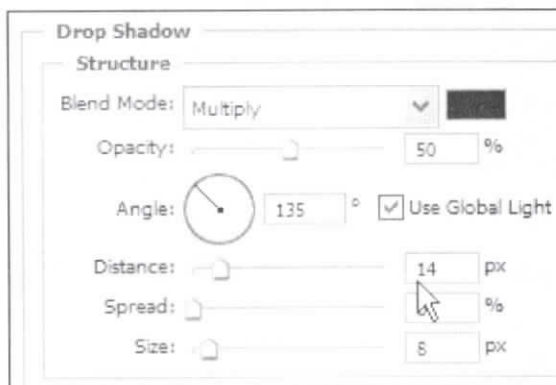 Drop Shadow
Structure
Blend Mode: Multiply
Opacity: 50 %
Angle: 135 ° Use Global Light
Distance: 14 px
Spread: %
Size: px